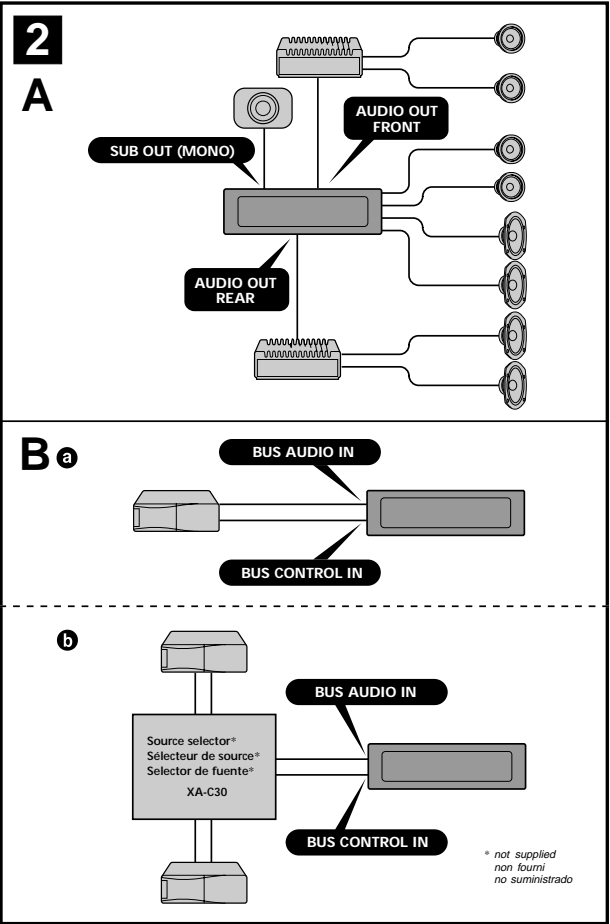 2
A
AUDIO OUT
FRONT
SUB OUT (MONO)
AUDIO OUT
REAR
B a
BUS AUDIO IN
BUS CONTROL IN
b
BUS AUDIO IN
Source selector*
Sélecteur de source*
Selector de fuente*
XA-C30
BUS CONTROL IN
* not supplied
non fourni
no suministrado